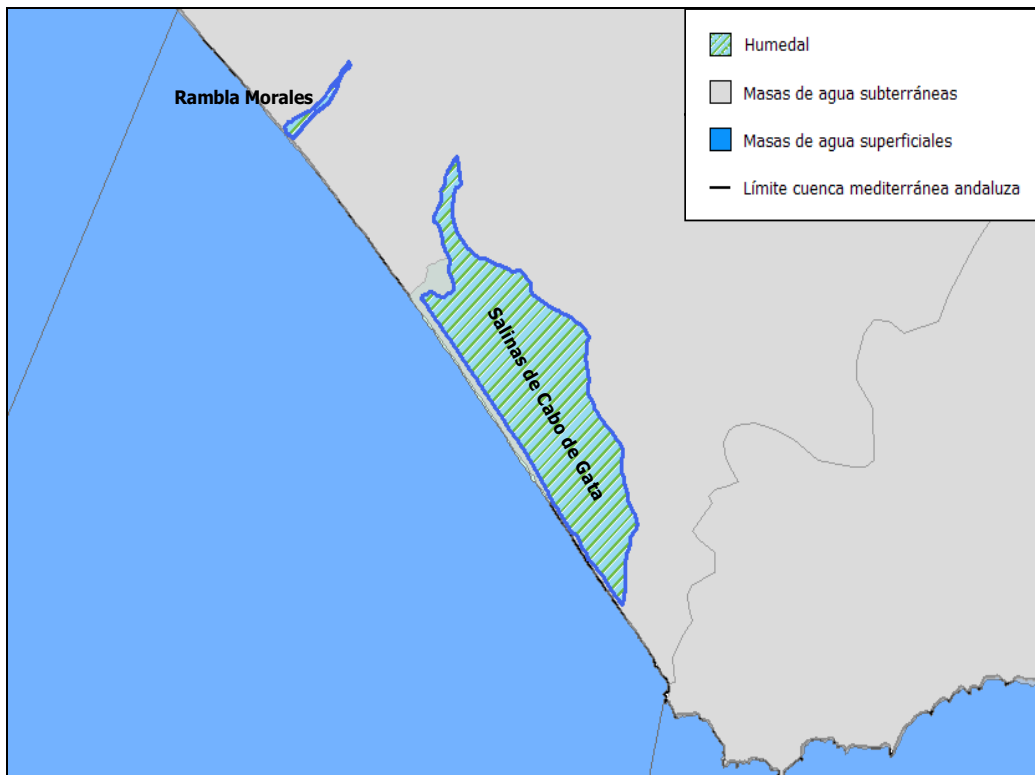 Humedal
Masas de agua subterráneas
Masas de agua superficiales
Límite cuenca mediterránea andaluza
Rambla Morales
Salinas de Cabo de Gata